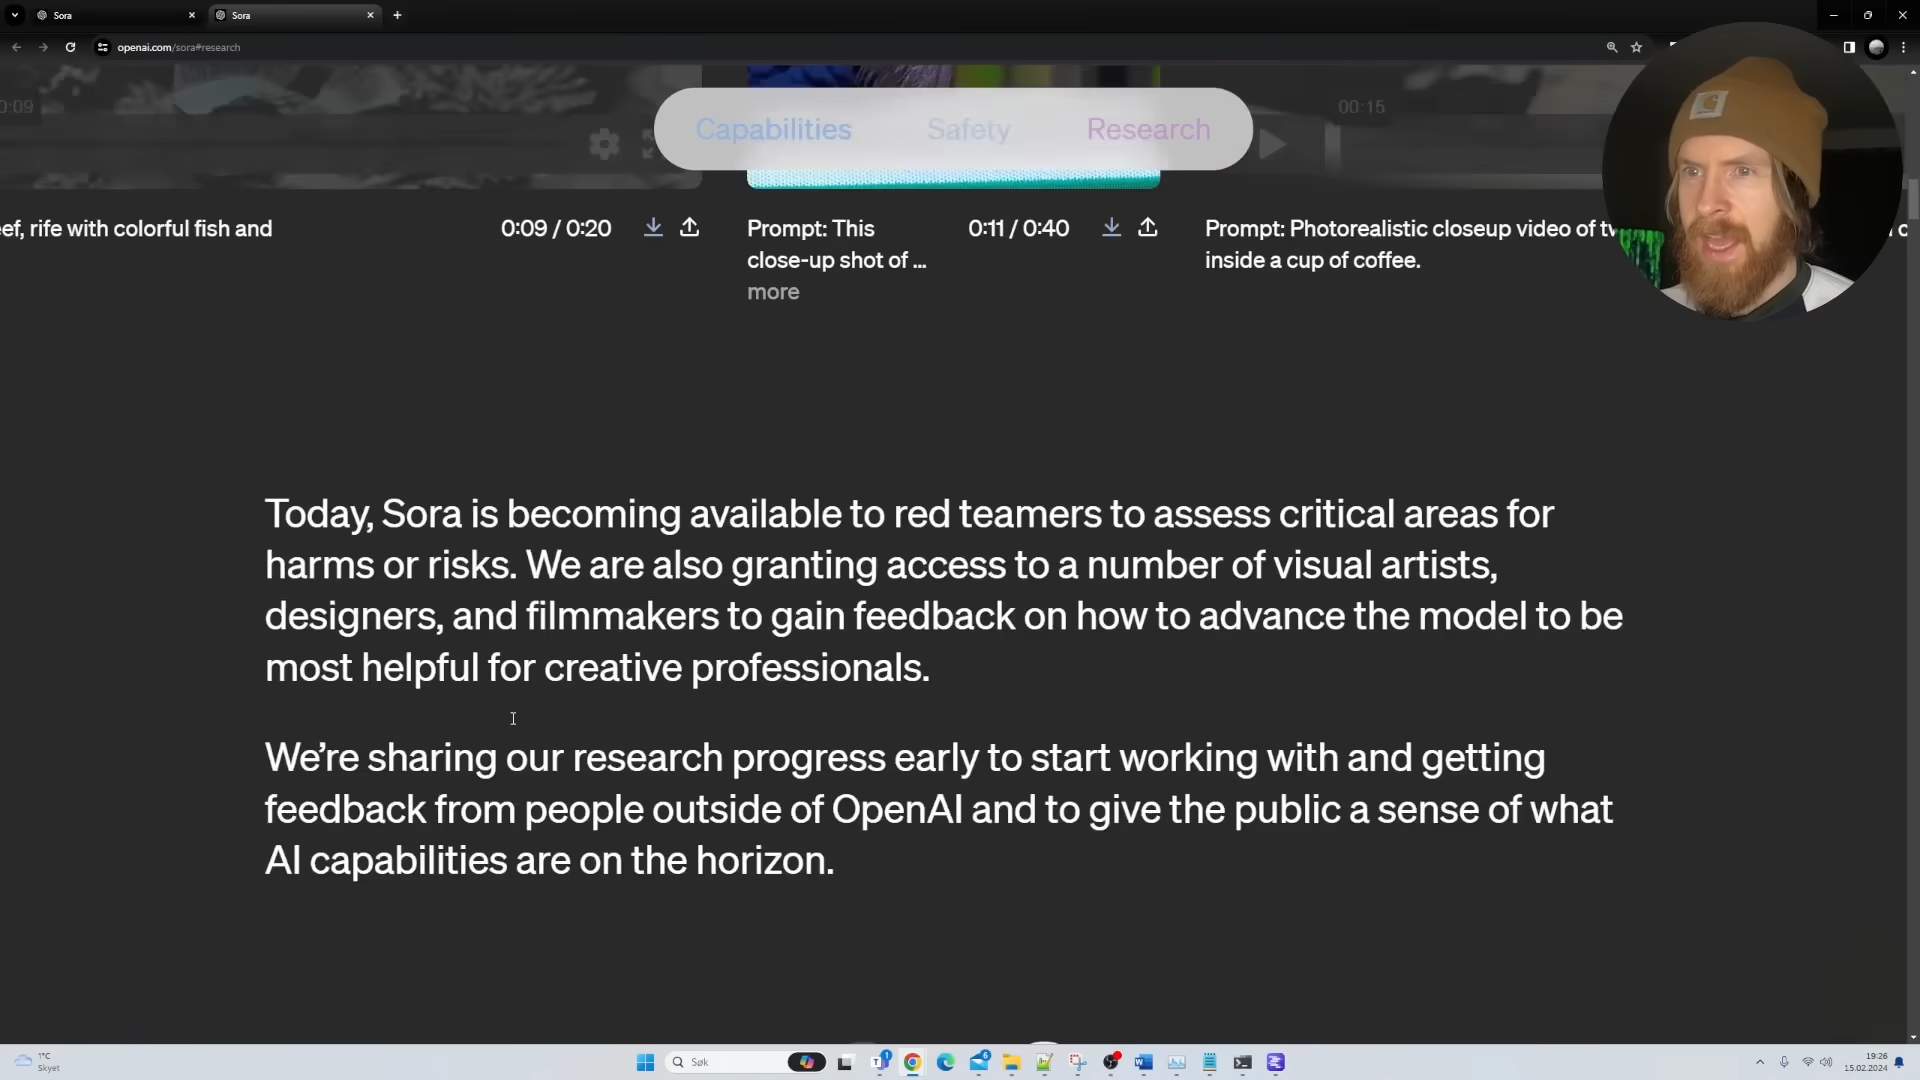 Sora
Sora
openai.com/sora#research
0:09
00:15
Capabilities
Safety
Research
ef, rife with colorful fish and
0:09 / 0:20
Prompt: This
close-up shot of ...
more
0:11 / 0:40
Prompt: Photorealistic closeup video of tw
inside a cup of coffee.
Today, Sora is becoming available to red teamers to assess critical areas for
harms or risks. We are also granting access to a number of visual artists,
designers, and filmmakers to gain feedback on how to advance the model to be
most helpful for creative professionals.
We’re sharing our research progress early to start working with and getting
feedback from people outside of OpenAI and to give the public a sense of what
AI capabilities are on the horizon.
1°C
Skyet
Søk
1
6
19:26
15.02.2024